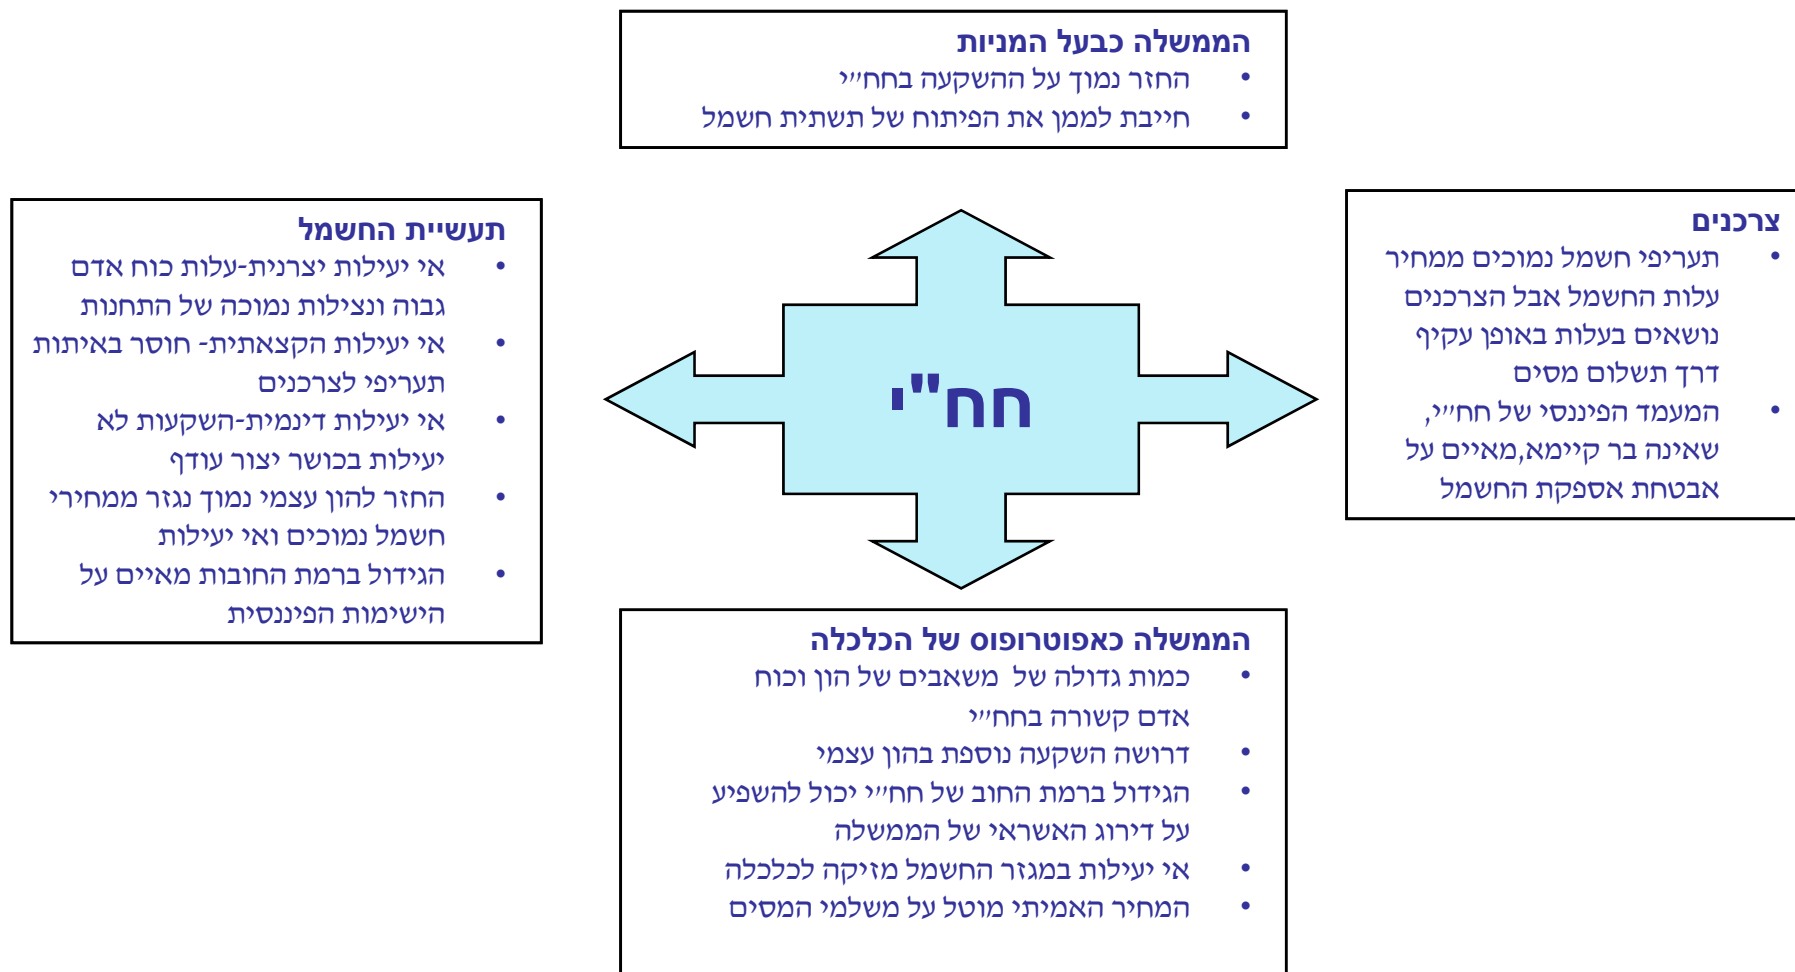 הממשלה כבעל המניות
• החזר נמוך על ההשקעה בחח״י
• חייבת לממן את הפיתוח של תשתית חשמל
צרכנים
• תעריפי חשמל נמוכים ממחיר
עלות החשמל אבל הצרכנים
נושאים בעלות באופן עקיף
דרך תשלום מסים
• המעמד הפיננסי של חח״י,
שאינה בר קיימא,מאיים על
אבטחת אספקת החשמל
חח"י
תעשיית החשמל
• אי יעילות יצרנית-עלות כוח אדם
גבוה ונצילות נמוכה של התחנות
• אי יעילות הקצאתית- חוסר באיתות
תעריפי לצרכנים
• אי יעילות דינמית-השקעות לא
יעילות בכושר יצור עודף
• החזר להון עצמי נמוך נגזר ממחירי
חשמל נמוכים ואי יעילות
• הגידול ברמת החובות מאיים על
הישימות הפיננסית
הממשלה כאפוטרופוס של הכלכלה
• כמות גדולה של משאבים של הון וכוח
אדם קשורה בחח״י
• דרושה השקעה נוספת בהון עצמי
• הגידול ברמת החוב של חח״י יכול להשפיע
על דירוג האשראי של הממשלה
• אי יעילות במגזר החשמל מזיקה לכלכלה
• המחיר האמיתי מוטל על משלמי המסים